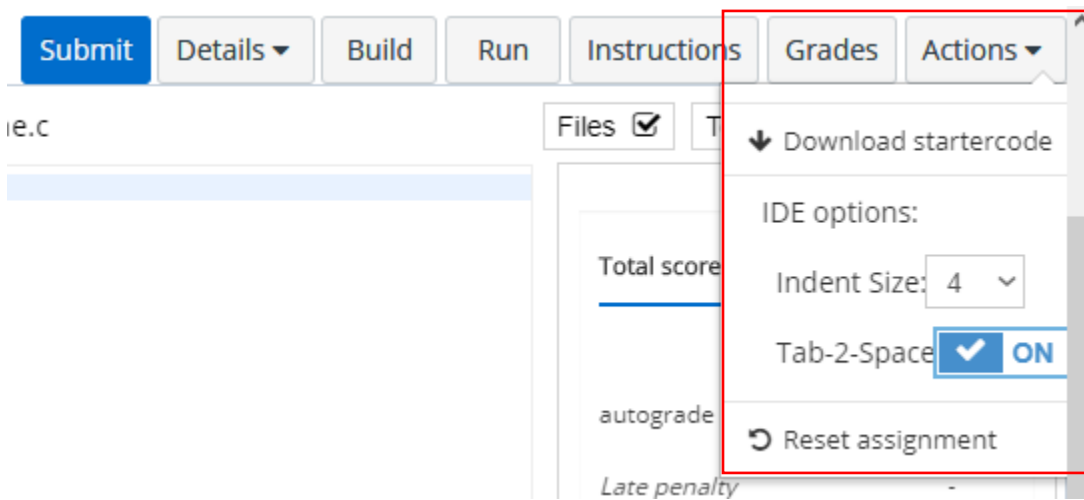 Submit Details Build Run Instructions Grades Actions
e.c Files T
Download startercode
IDE options:
Total score
Indent Size: 4
Tab-2-Space ON
autograde
Reset assignment
Late penalty -